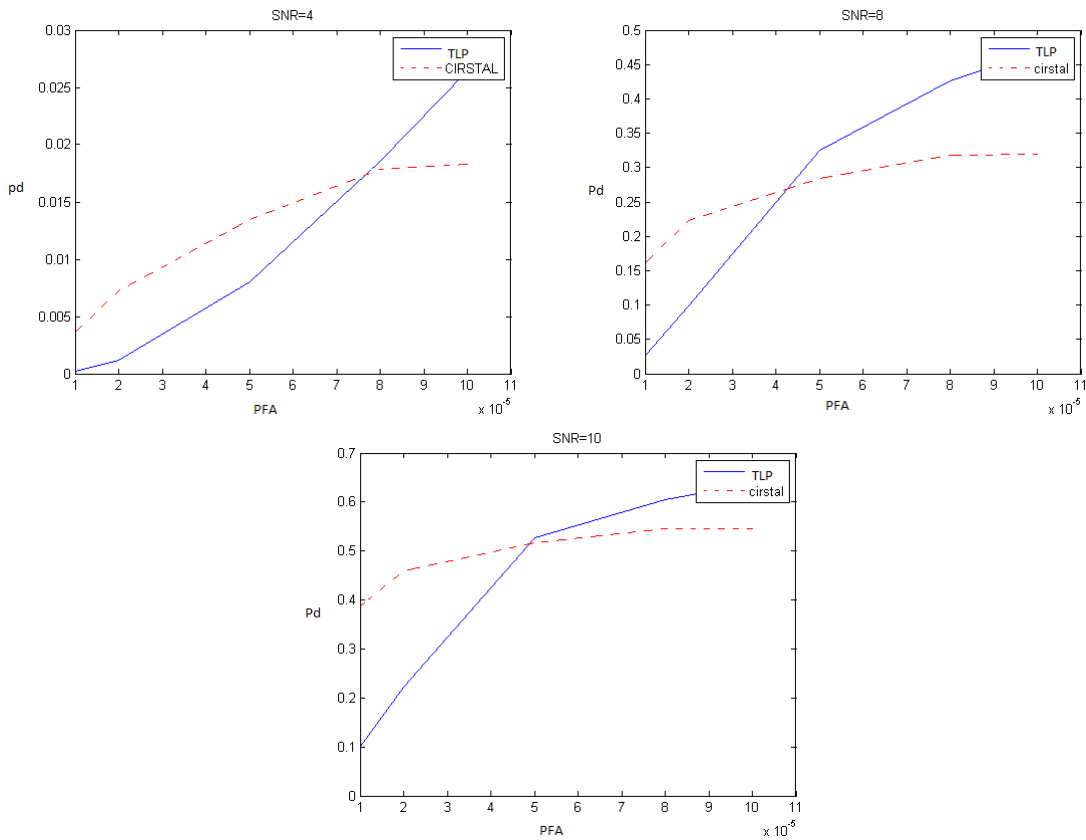 SNR=4
0.03
0.025
0.02
0.015
0.01
0.005
0
pd
TLP
CIRSTAL
1 2 3 4 5 6 7 8 9 10 11
x 10-5
PFA
SNR=8
0.5
0.45
0.4
0.35
0.3
0.25
0.2
0.15
0.1
0.05
0
Pd
TLP
cirstal
1 2 3 4 5 6 7 8 9 10 11
x 10-5
PFA
SNR=10
0.7
0.6
0.5
0.4
0.3
0.2
0.1
0
Pd
TLP
cirstal
1 2 3 4 5 6 7 8 9 10 11
x 10-5
PFA